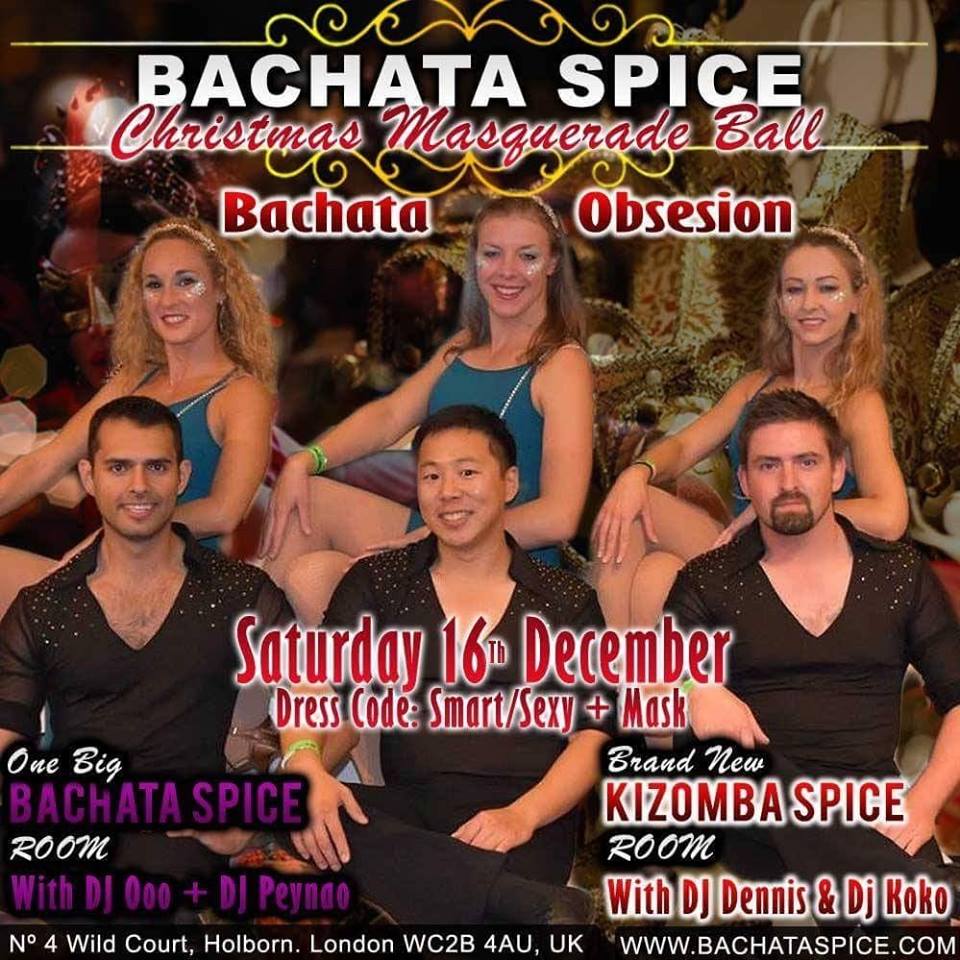 BACHATA SPICE
Christmas Masquerade Ball
Bachata Obsesion
Saturday 16Th December
Dress Code: Smart/Sexy + Mask
One Big
BACHATA SPICE
ROOM
With DJ Ooo + DJ Peynao
Brand New
KIZOMBA SPICE
ROOM
With DJ Dennis & Dj Koko
Nº 4 Wild Court, Holborn. London WC2B 4AU, UK
WWW.BACHATASPICE.COM